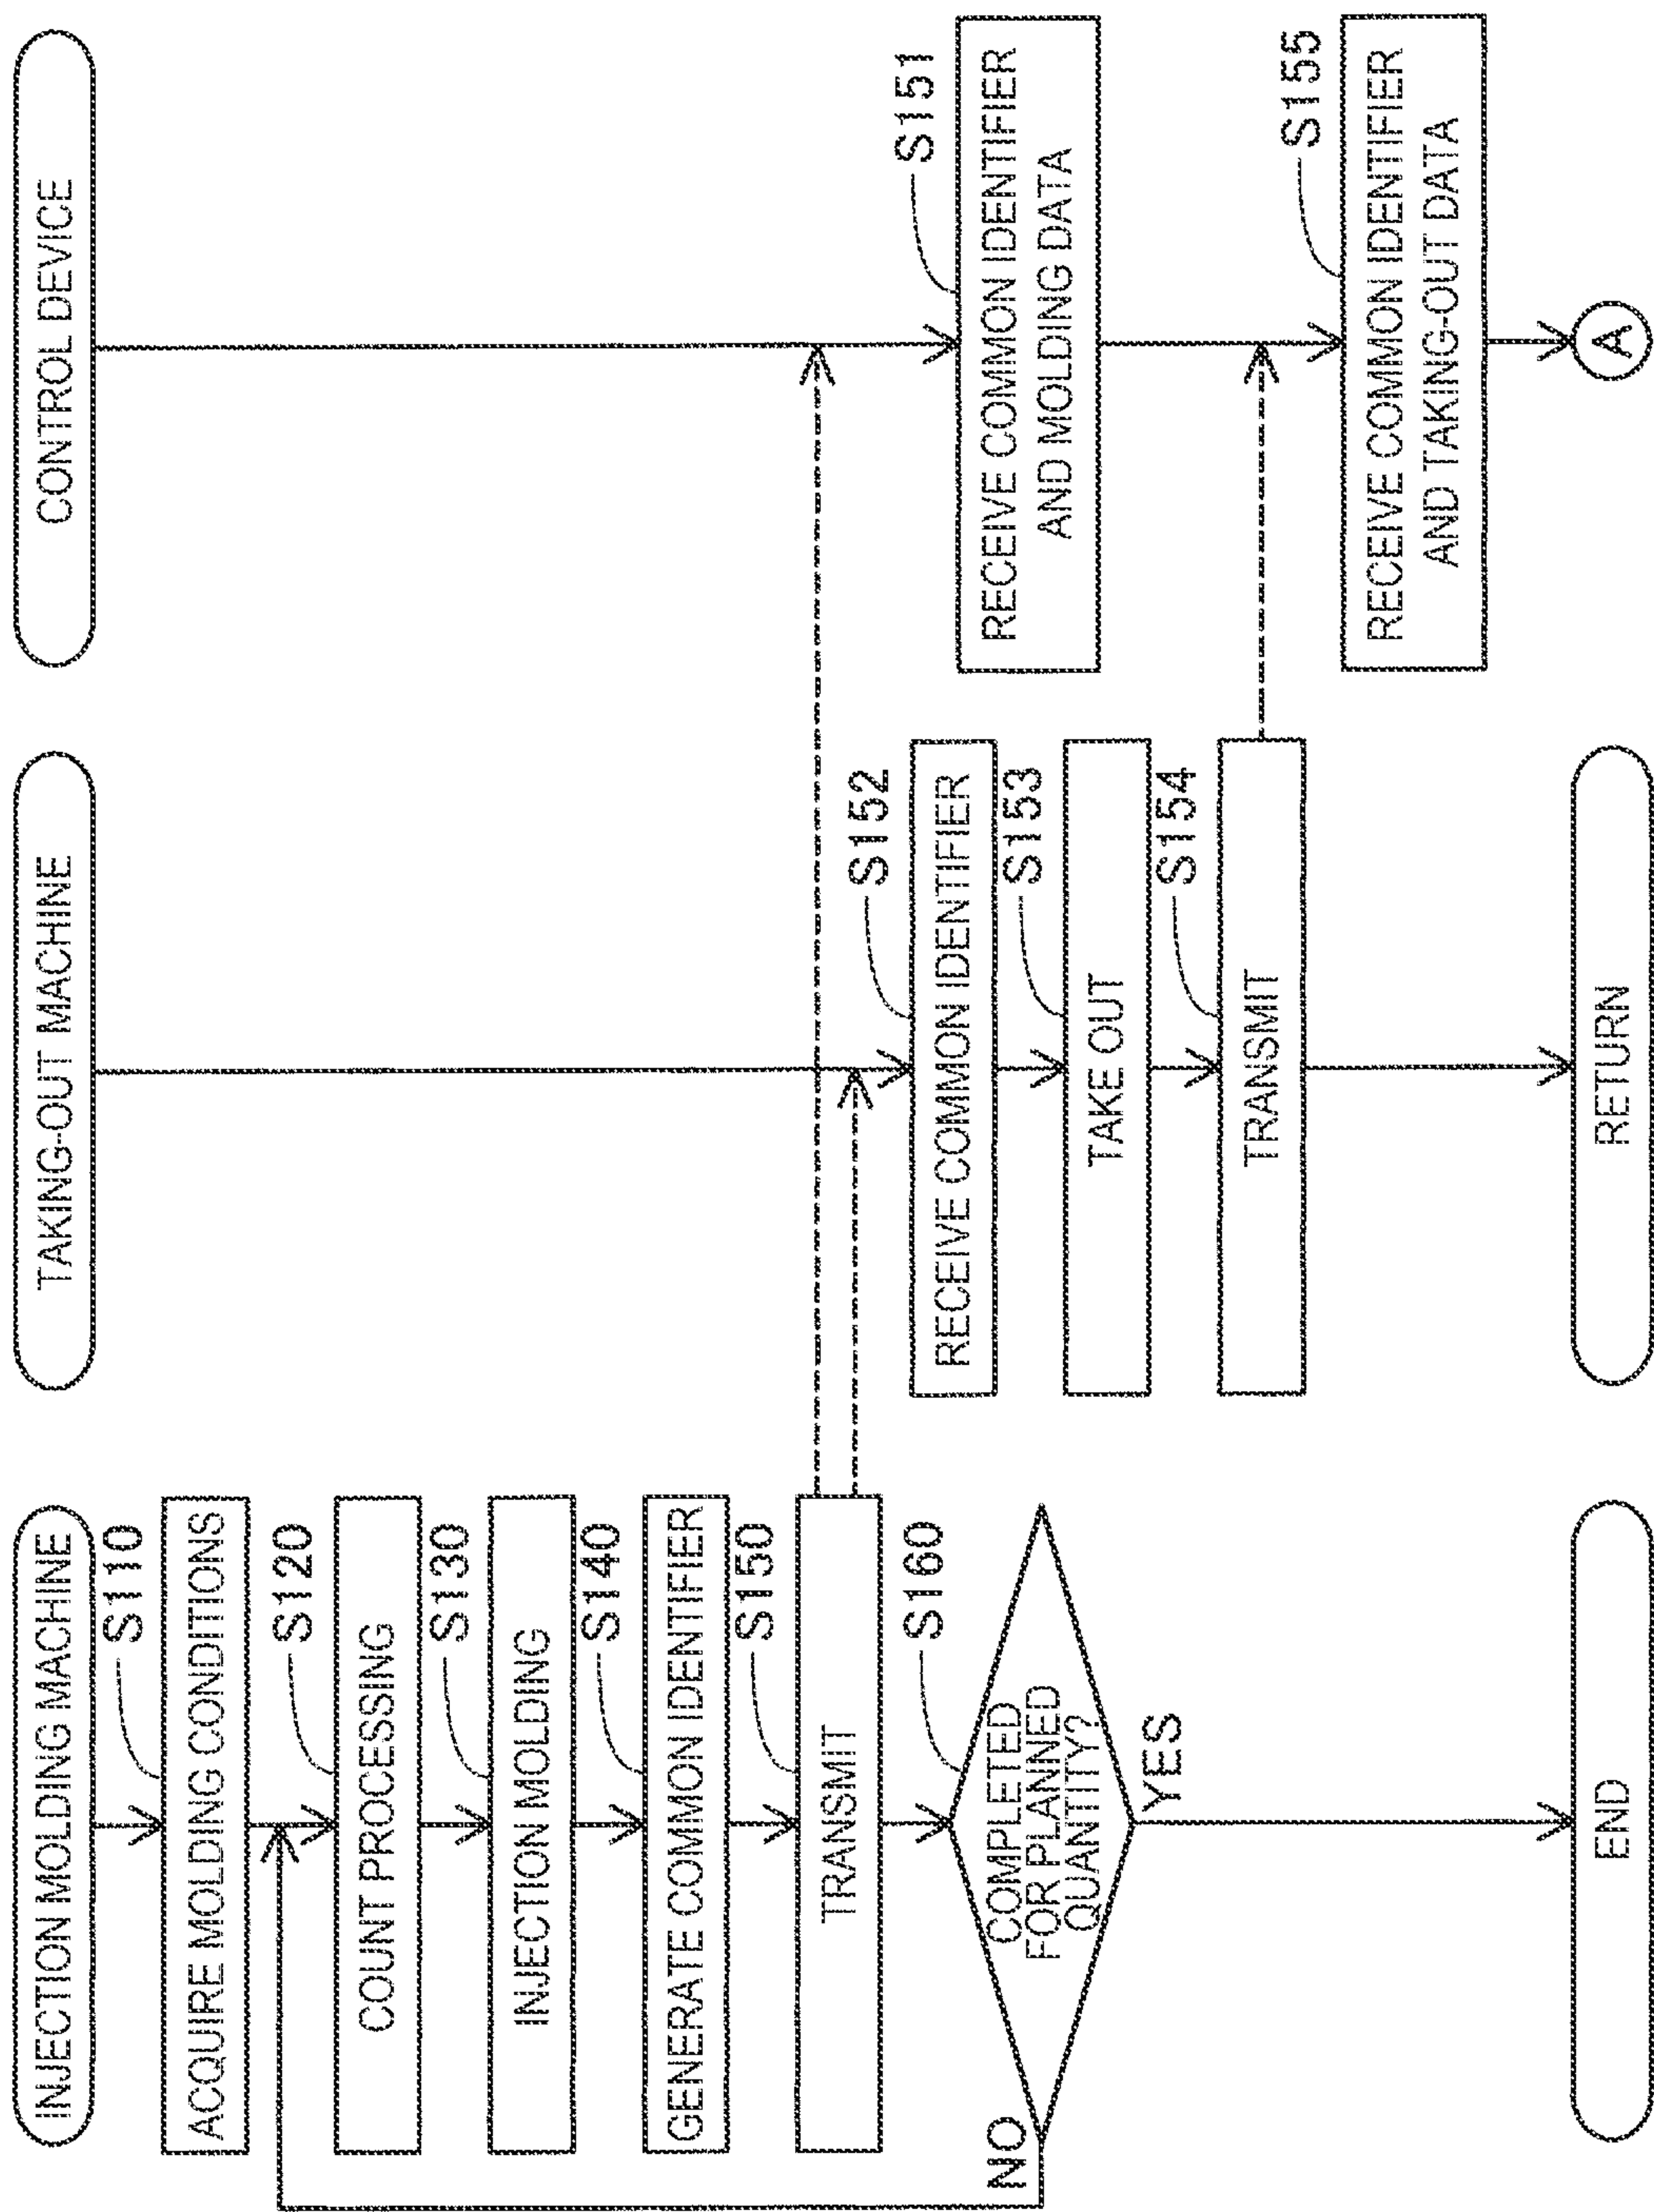 INJECTION MOLDING MACHINE
S110
ACQUIRE MOLDING CONDITIONS
S120
COUNT PROCESSING
S130
INJECTION MOLDING
S140
GENERATE COMMON IDENTIFIER
S150
TRANSMIT
S160
COMPLETED
FOR PLANNED
QUANTITY?
NO
YES
END
TAKING-OUT MACHINE
S152
RECEIVE COMMON IDENTIFIER
S153
TAKE OUT
S154
TRANSMIT
RETURN
CONTROL DEVICE
S151
RECEIVE COMMON IDENTIFIER
AND MOLDING DATA
S155
RECEIVE COMMON IDENTIFIER
AND TAKING-OUT DATA
A